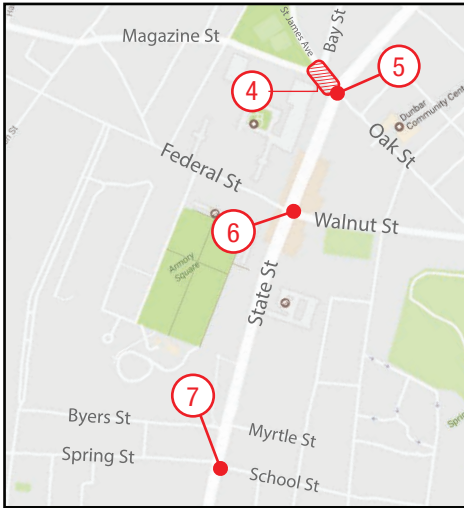 St James Ave
Bay St
Magazine St
5
4
Dunbar
Community Cent
Oak St
Federal St
6
Walnut St
Armory
Square
State St
7
Byers St
Myrtle St
Spring St
School St